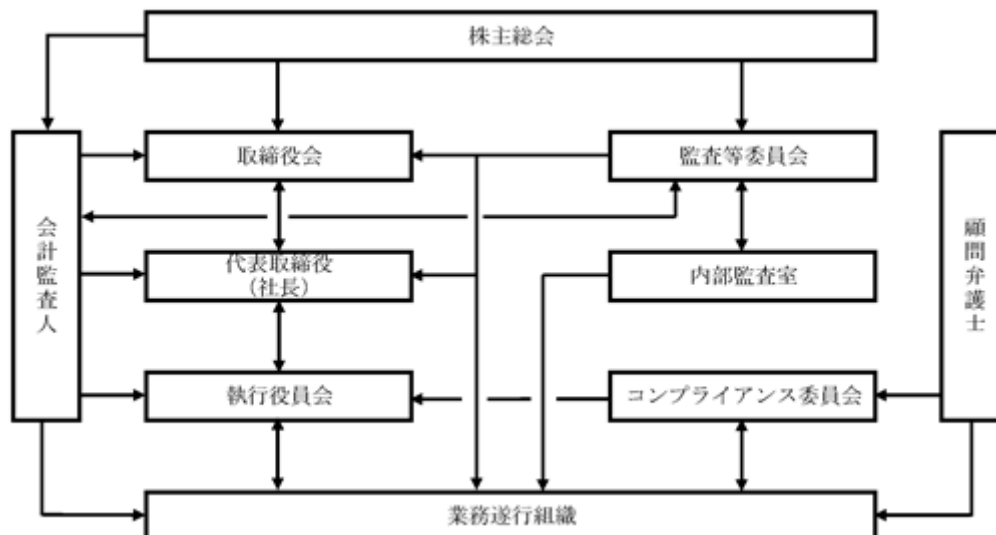 株主総会
取締役会
監査等委員会
会計監査人
顧問弁護士
代表取締役
（社長）
内部監査室
執行役員会
コンプライアンス委員会
業務遂行組織